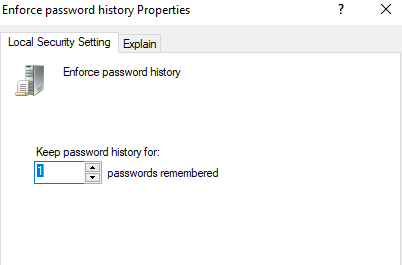 Enforce password history Properties
Local Security Setting
Explain
Enforce password history
Keep password history for:
1
passwords remembered